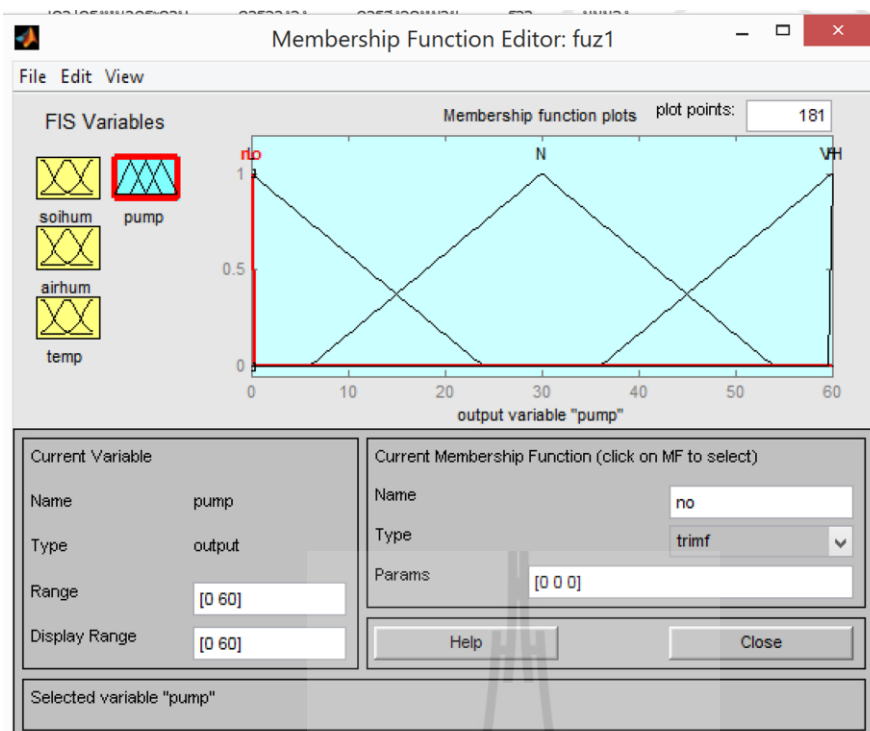 Membership Function Editor: fuz1
File Edit View
FIS Variables
Membership function plots
plot points:
181
soihum
pump
airhum
temp
no
N
VH
1
0.5
0
0 10 20 30 40 50 60
output variable "pump"
Current Variable
Name pump
Type output
Range [0 60]
Display Range [0 60]
Current Membership Function (click on MF to select)
Name no
Type trimf
Params [0 0 0]
Help
Close
Selected variable "pump"